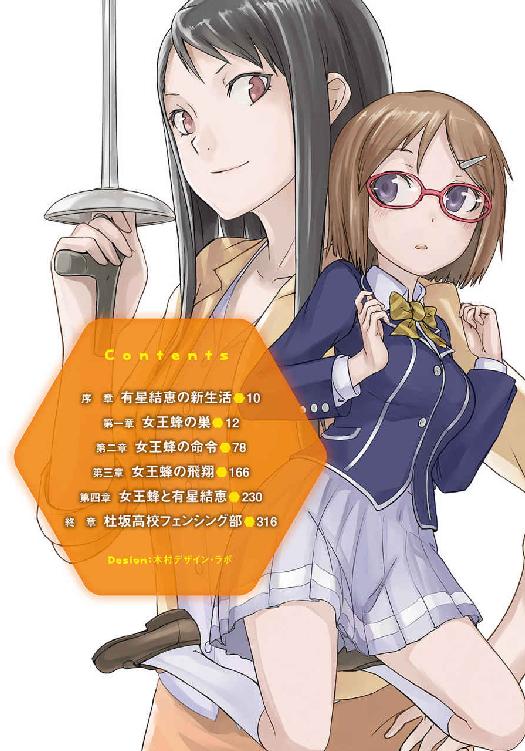 Contents
序 章 有星結恵の新生活 10
第一章 女王蜂の巣 12
第二章 女王蜂の命令 78
第三章 女王蜂の飛翔 166
第四章 女王蜂と有星結恵 230
終 章 杜坂高校フェンシング部 316
Design:木村デザイン・ラボ